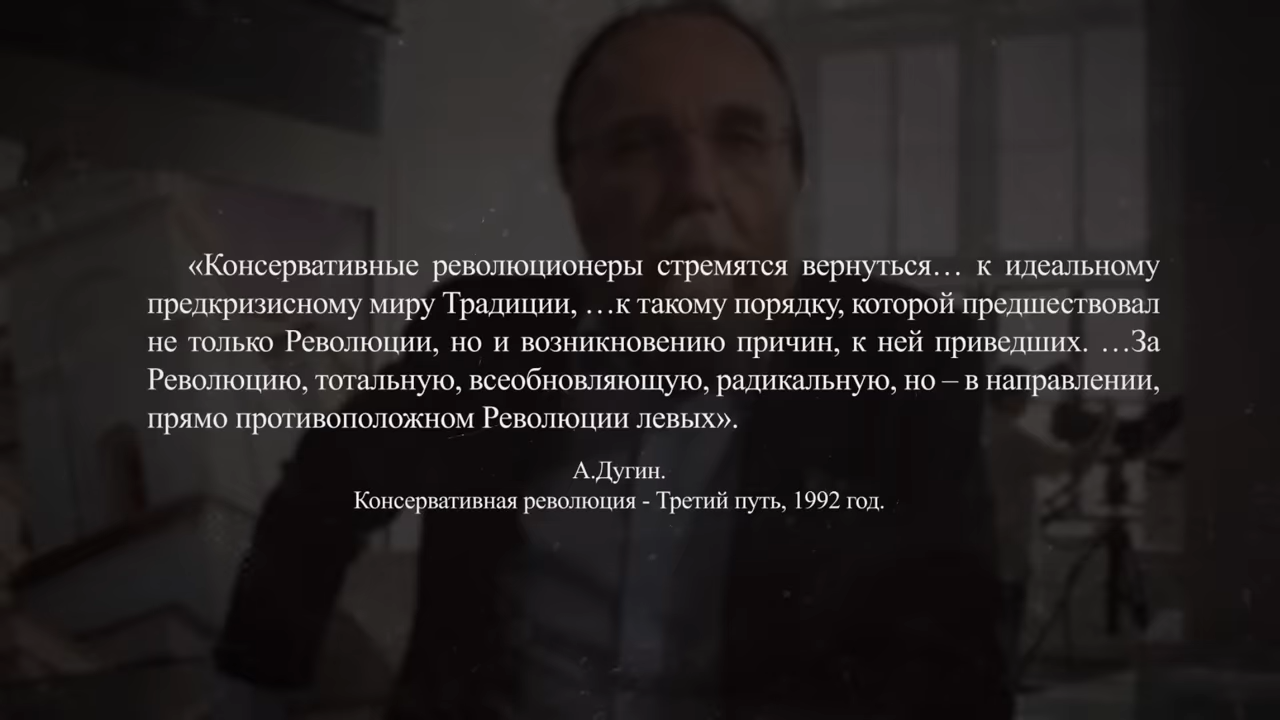 «Консервативные революционеры стремятся вернуться… к идеальному
предкризисному миру Традиции, …к такому порядку, которой предшествовал
не только Революции, но и возникновению причин, к ней приведших. …За
Революцию, тотальную, всеобновляющую, радикальную, но – в направлении,
прямо противоположном Революции левых».
А.Дугин.
Консервативная революция - Третий путь, 1992 год.